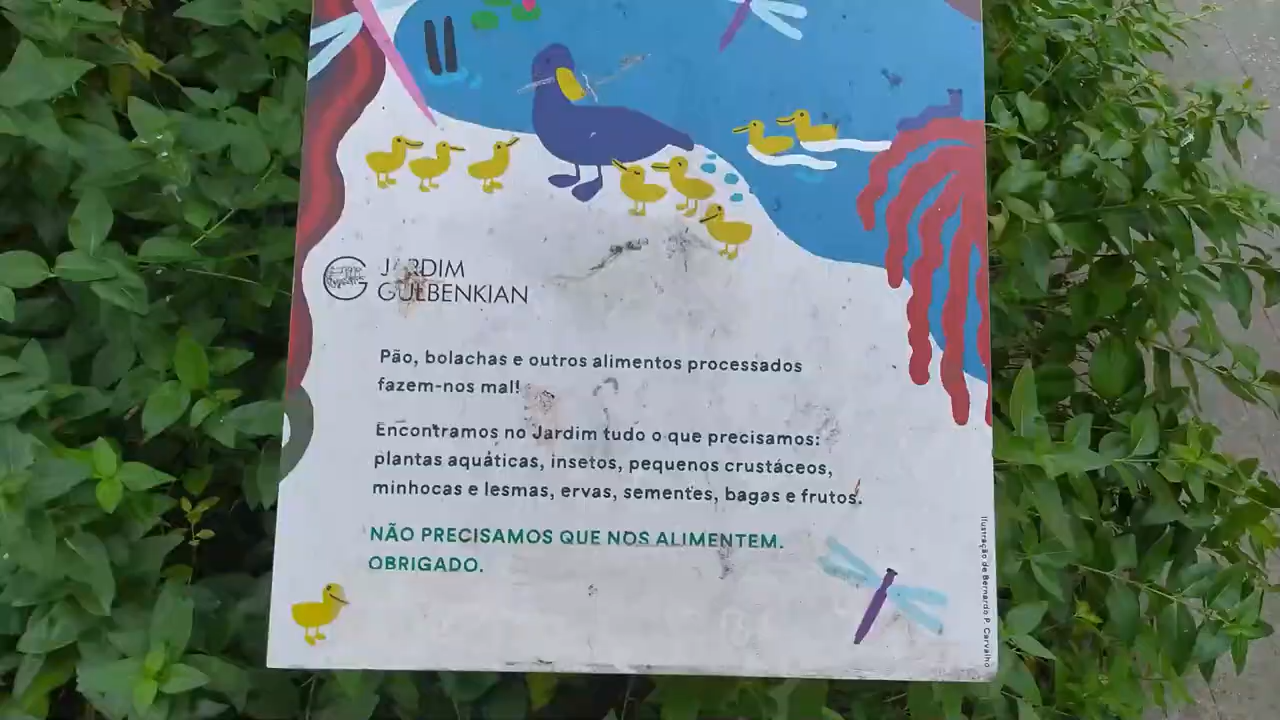 JARDIM
GULBENKIAN
Pão, bolachas e outros alimentos processados
fazem-nos mal!
Encontramos no Jardim tudo o que precisamos:
plantas aquáticas, insetos, pequenos crustáceos,
minhocas e lesmas, ervas, sementes, bagas e frutos.
NÃO PRECISAMOS QUE NOS ALIMENTEM.
OBRIGADO.
Ilustração de Bernardo P. Carvalho